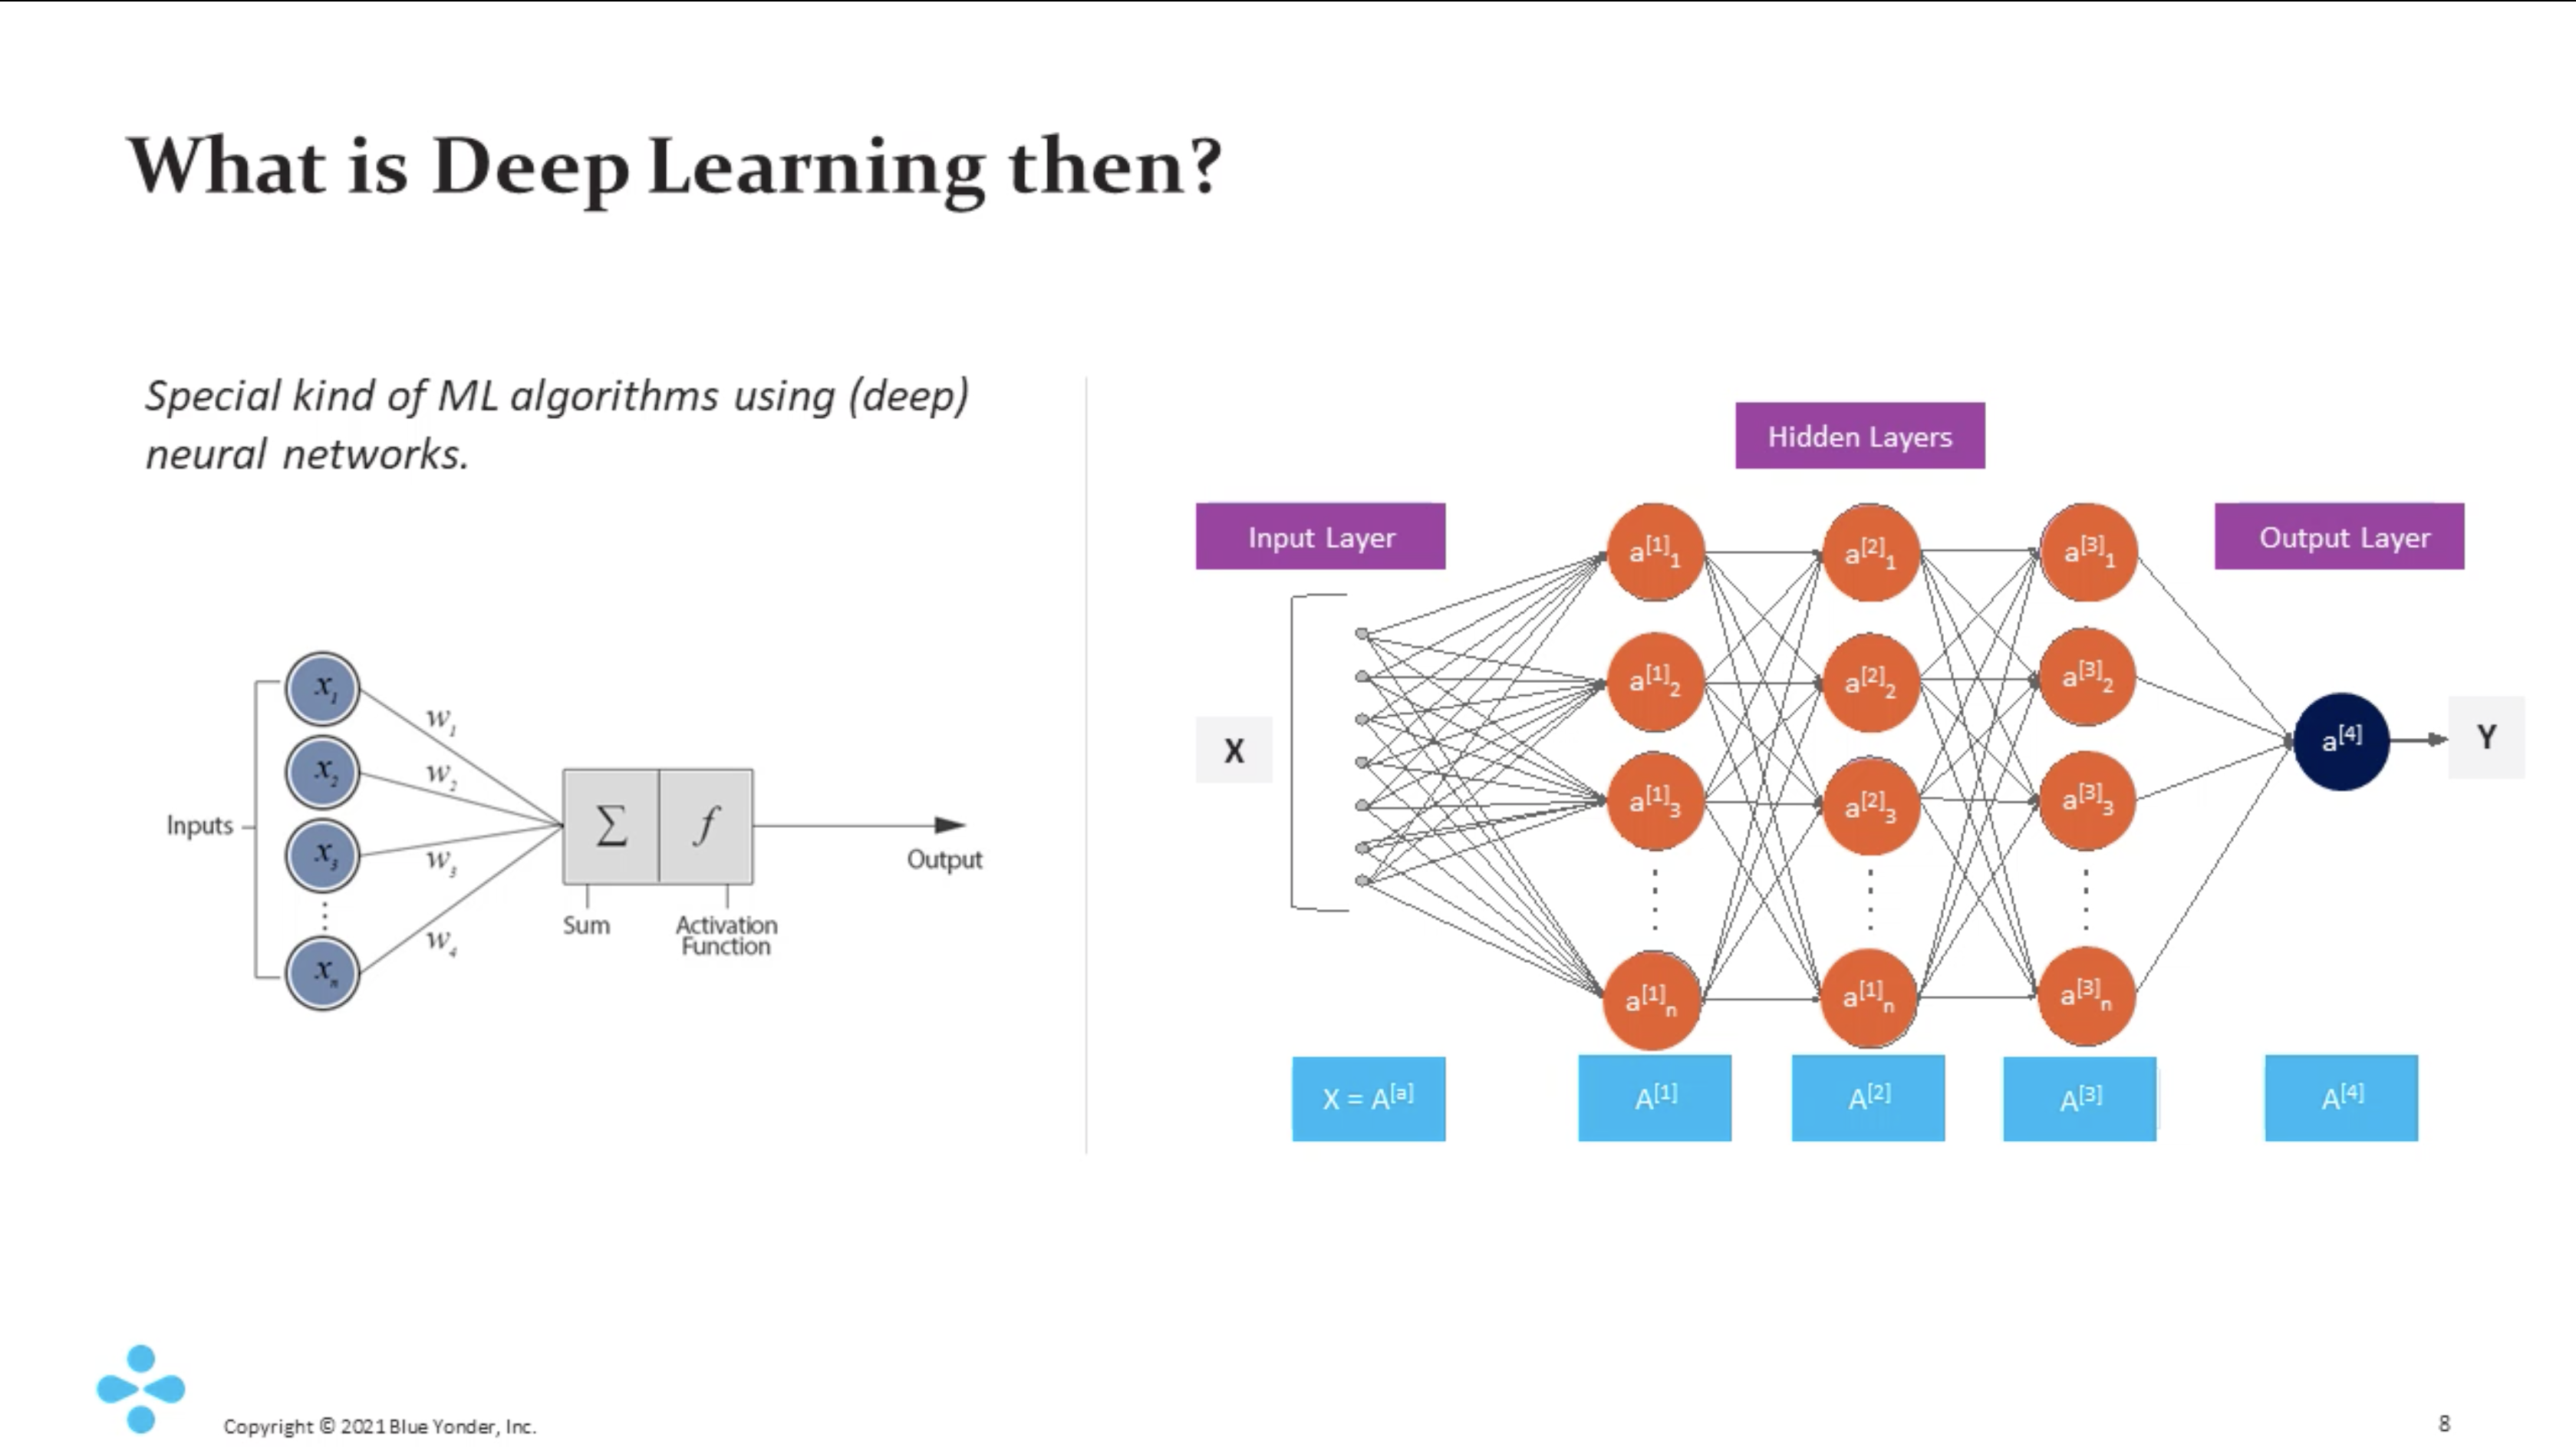 What is Deep Learning then?
Special kind of ML algorithms using (deep)
neural networks.
Inputs
x₁
x₂
x₃
xₙ
w₁
w₂
w₃
w₄
∑ f
Sum
Activation
Function
Output
Hidden Layers
Input Layer
Output Layer
X
a[1]₁ a[2]₁ a[3]₁
a[1]₂ a[2]₂ a[3]₂
a[1]₃ a[2]₃ a[3]₃
a[1]ₙ a[1]ₙ a[3]ₙ
a[4]
Y
X = A[a] A[1] A[2] A[3] A[4]
Copyright © 2021 Blue Yonder, Inc.
8